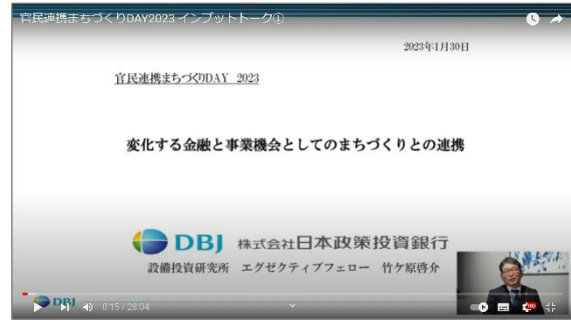 官民連携まちづくりDAY2023 インプットトーク①
2023年1月30日
官民連携まちづくりDAY 2023
変化する金融と事業機会としてのまちづくりとの連携
DBJ 株式会社日本政策投資銀行
設備投資研究所 エグゼクティブフェロー 竹ケ原啓介
DBJ
0:15 / 28:04